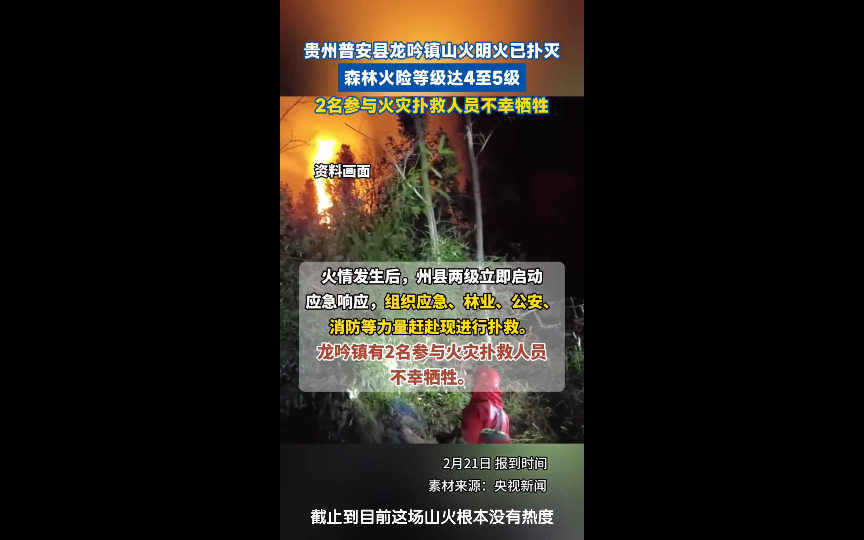 贵州普安县龙吟镇山火明火已扑灭
森林火险等级达4至5级
2名参与火灾扑救人员不幸牺牲
资料画面
火情发生后，州县两级立即启动
应急响应，组织应急、林业、公安、
消防等力量赶赴现进行扑救。
龙吟镇有2名参与火灾扑救人员
不幸牺牲。
2月21日 报到时间
素材来源：央视新闻
截止到目前这场山火根本没有热度